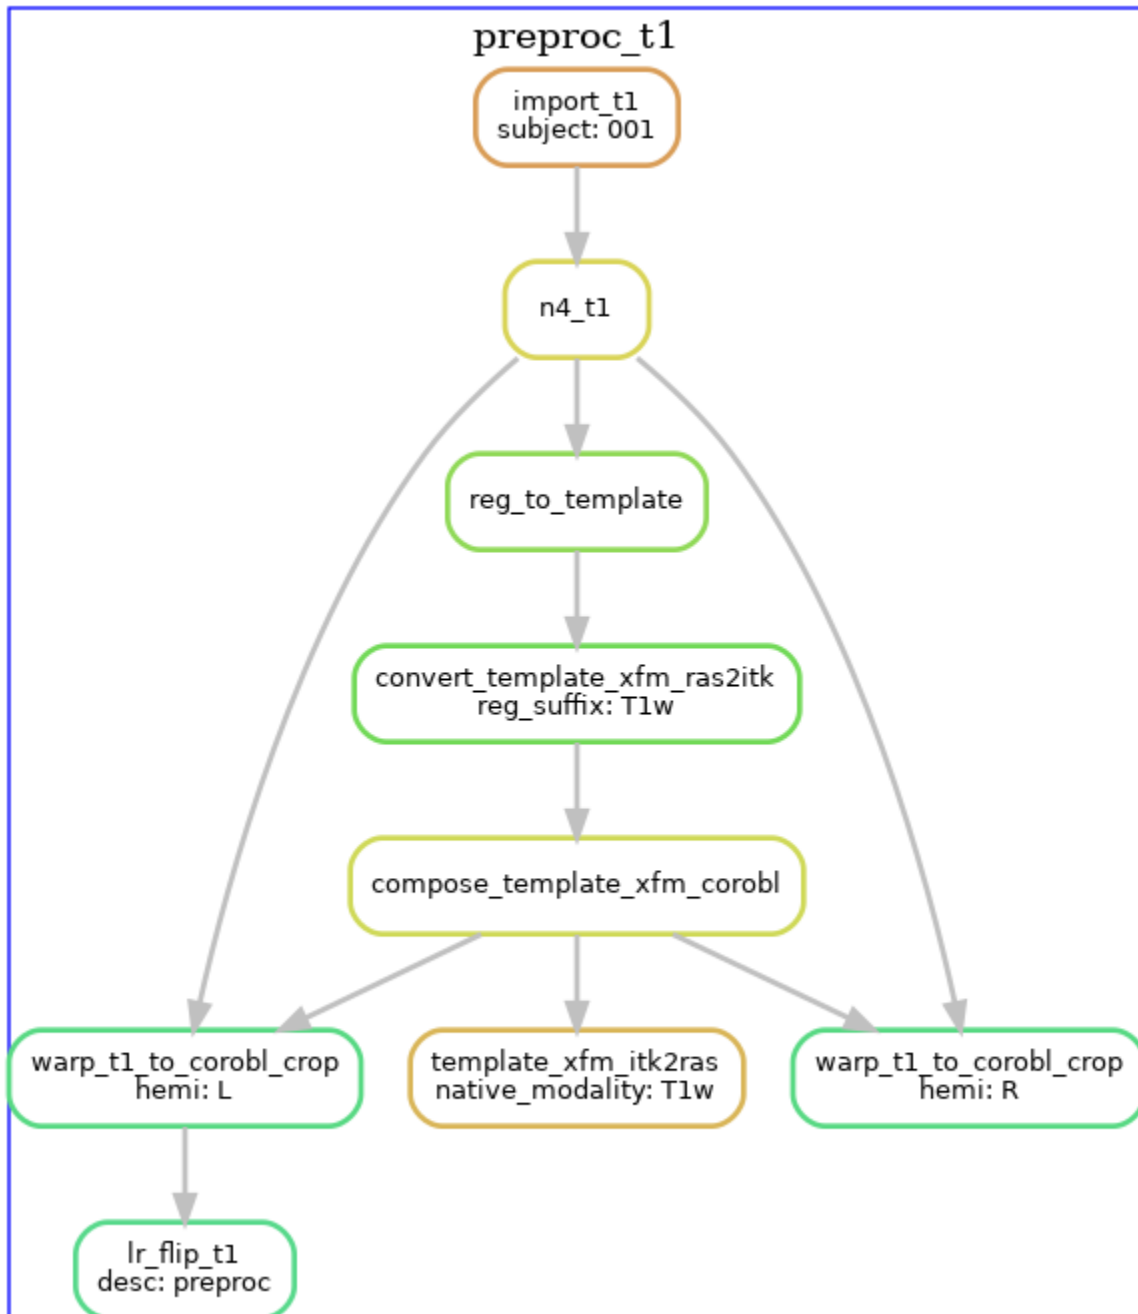 preproc_t1
import_t1
subject: 001
n4_t1
reg_to_template
convert_template_xfm_ras2itk
reg_suffix: T1w
compose_template_xfm_corobl
warp_t1_to_corobl_crop
hemi: L
template_xfm_itk2ras
native_modality: T1w
warp_t1_to_corobl_crop
hemi: R
lr_flip_t1
desc: preproc